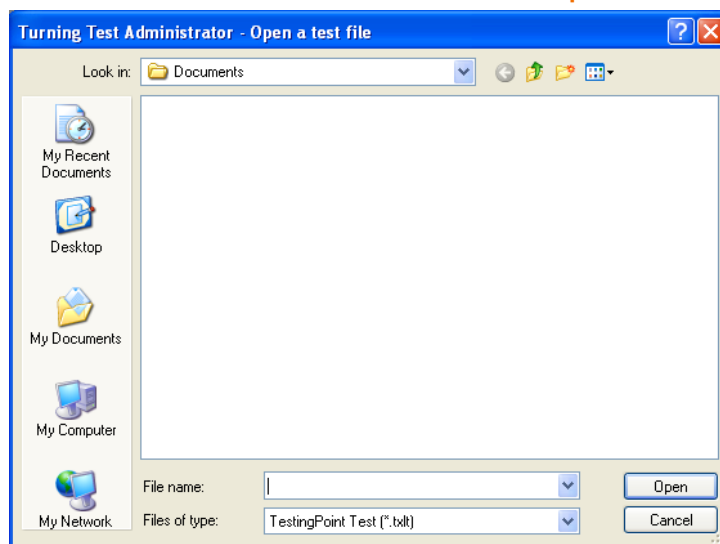 Turning Test Administrator - Open a test file
Look in:
Documents
My Recent
Documents
Desktop
My Documents
My Computer
My Network
File name:
Open
Files of type:
TestingPoint Test (*.txlt)
Cancel